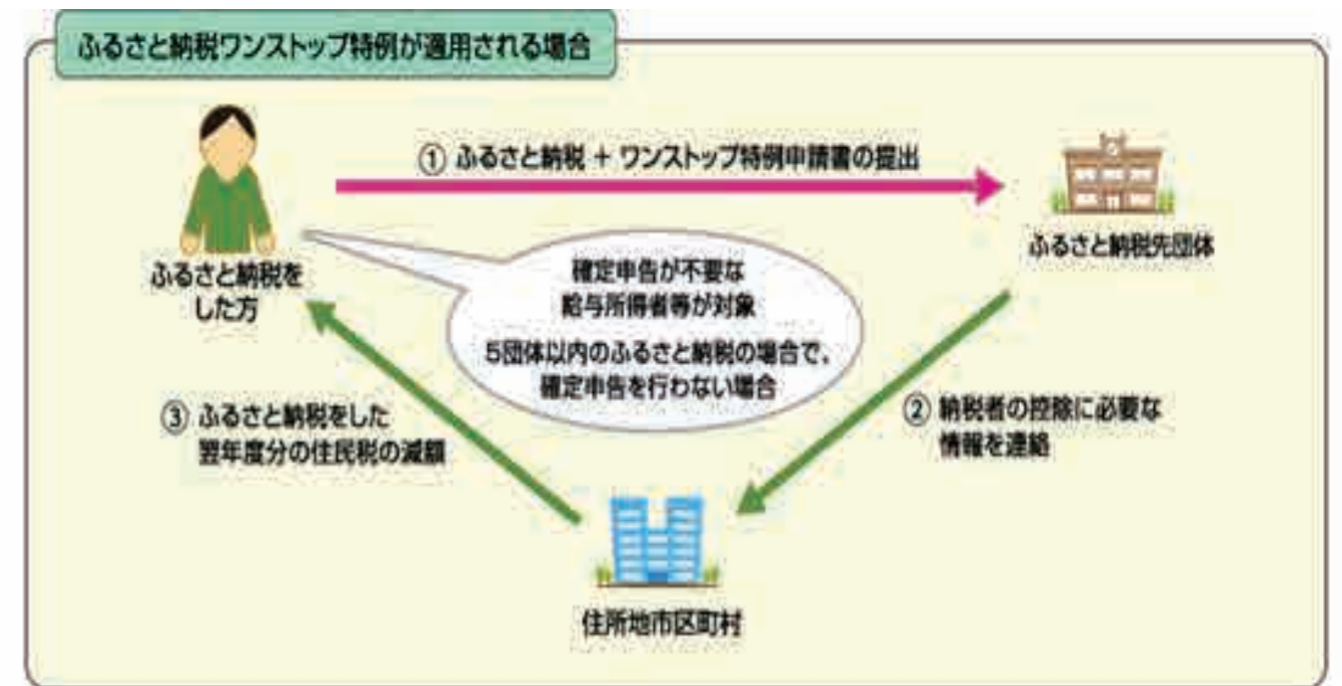 ふるさと納税ワンストップ特例が適用される場合
① ふるさと納税 + ワンストップ特例申請書の提出
ふるさと納税先団体
ふるさと納税を
した方
確定申告が不要な
給与所得者等が対象
5団体以内のふるさと納税の場合で、
確定申告を行わない場合
② 納税者の控除に必要な
情報を連絡
③ ふるさと納税をした
翌年度分の住民税の減額
住所地市区町村